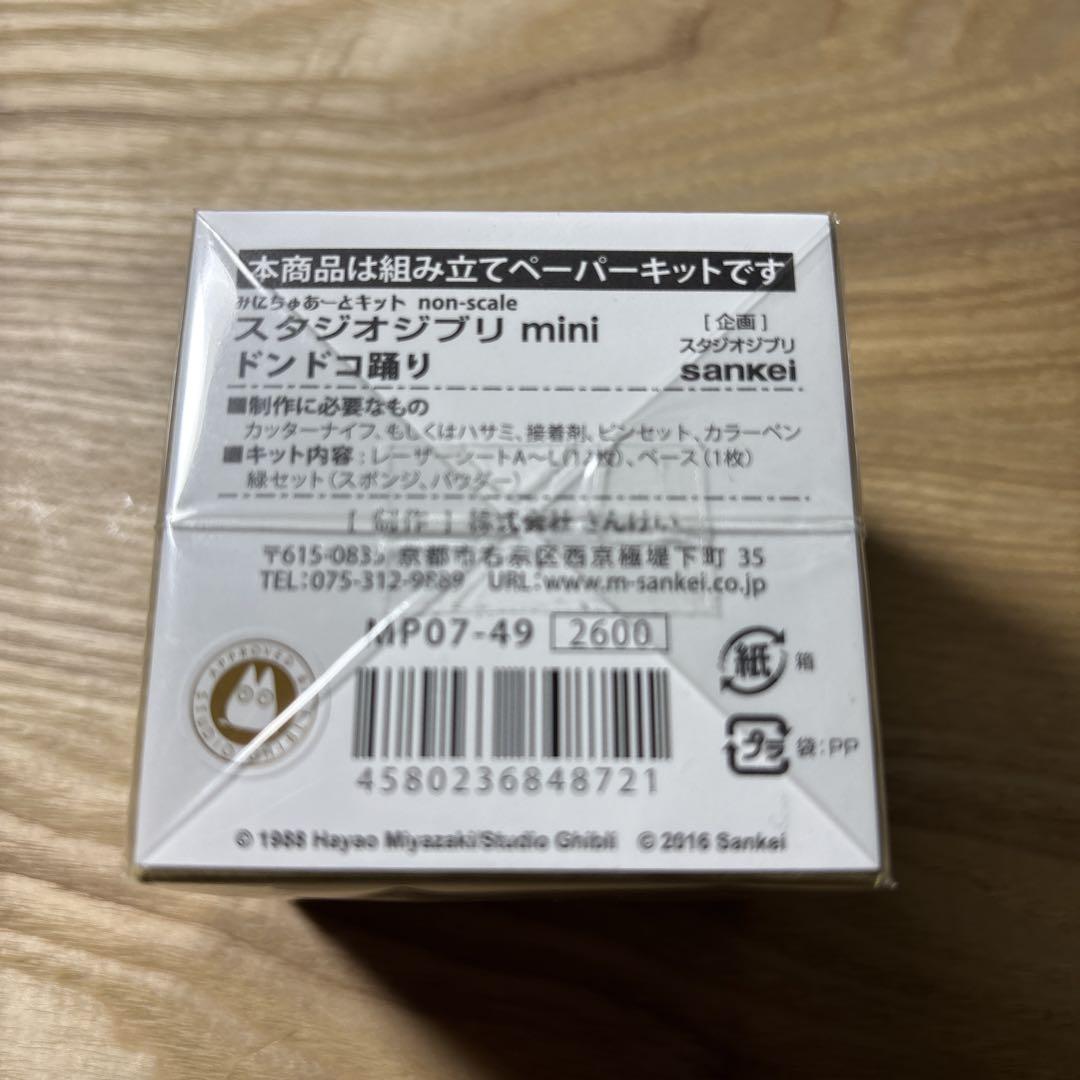 本商品は組み立てペーパーキットです
みにちゅあーとキット non-scale
スタジオジブリ mini
ドンドコ踊り
[企画]
スタジオジブリ
sankei
■制作に必要なもの
カッターナイフ、もしくはハサミ、接着剤、ピンセット、カラーペン
■キット内容:レーザーシートA〜L(12枚)、ベース(1枚)
緑セット(スポンジ、パウダー)
[制作] 株式会社 さんけい
〒615-0835 京都市右京区西京極堤下町 35
TEL:075-312-9889 URL:www.m-sankei.co.jp
MP07-49 2600
紙 箱
プラ 袋:PP
APPROVED
4580236848721
© 1988 Hayao Miyazaki/Studio Ghibli © 2016 Sankei